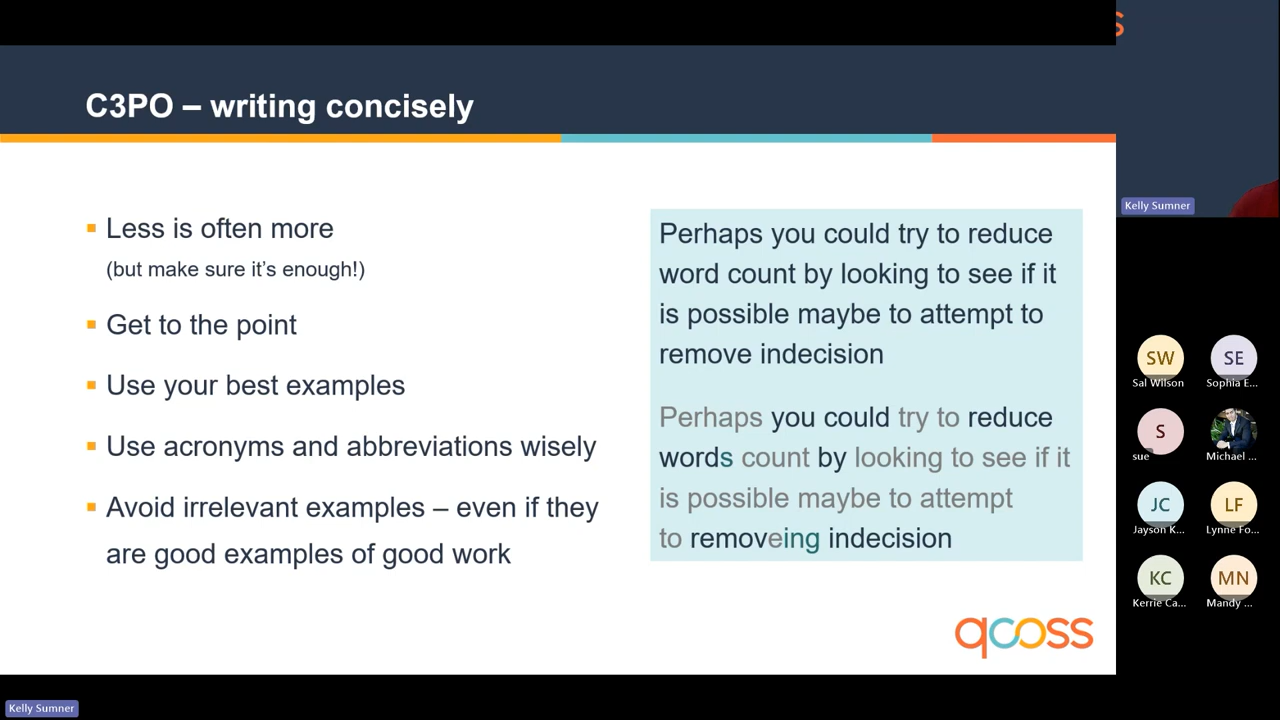 C3PO – writing concisely
Less is often more
(but make sure it's enough!)
Get to the point
Use your best examples
Use acronyms and abbreviations wisely
Avoid irrelevant examples – even if they
are good examples of good work
Perhaps you could try to reduce
word count by looking to see if it
is possible maybe to attempt to
remove indecision
Perhaps you could try to reduce
words count by looking to see if it
is possible maybe to attempt
to removeing indecision
qcoss
Kelly Sumner
s
Kelly Sumner
SW
SE
Sal Wilson
Sophia E...
S
sue
Michael ...
JC
LF
Jayson K...
Lynne Fo...
KC
MN
Kerrie Ca...
Mandy ...